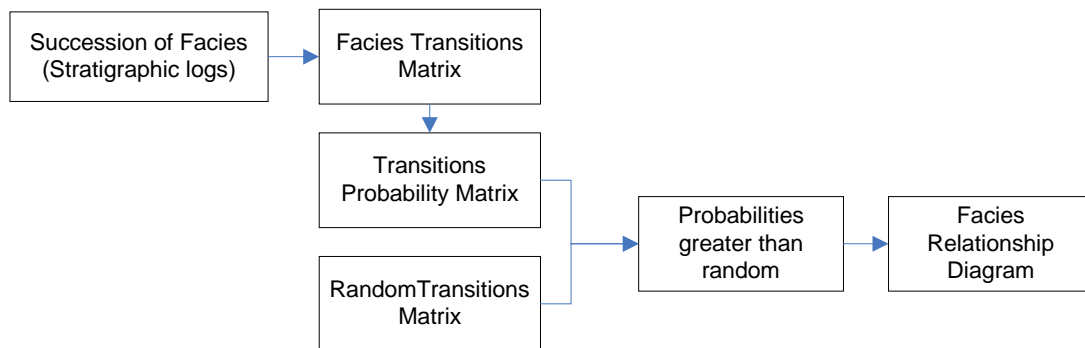 Succession of Facies
(Stratigraphic logs)
Facies Transitions
Matrix
Transitions
Probability Matrix
RandomTransitions
Matrix
Probabilities
greater than
random
Facies
Relationship
Diagram